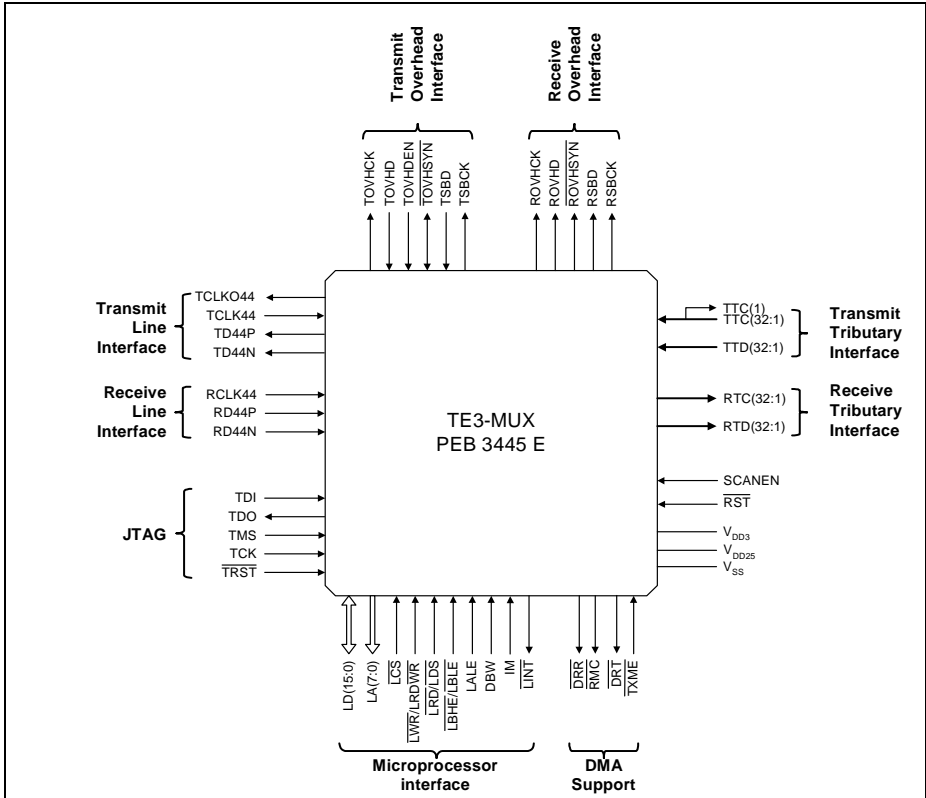 Transmit
Overhead
Interface
Receive
Overhead
Interface
TOVHCK
TOVHD
TOVHDEN
TOVHSYN
TSBD
TSBCK
ROVHCK
ROVHD
ROVHSYN
RSBD
RSBCK
Transmit
Line
Interface
TCLKO44
TCLK44
TD44P
TD44N
Receive
Line
Interface
RCLK44
RD44P
RD44N
JTAG
TDI
TDO
TMS
TCK
TRST
TE3-MUX
PEB 3445 E
TTC(1)
TTC(32:1)
TTD(32:1)
Transmit
Tributary
Interface
RTC(32:1)
RTD(32:1)
Receive
Tributary
Interface
SCANEN
RST
VDD3
VDD25
VSS
LD(15:0)
LA(7:0)
LCS
LWR/LRDWR
LRD/LDS
LBHE/LBLE
LALE
DBW
IM
LINT
DRR
RMC
DRT
TXME
Microprocessor
interface
DMA
Support